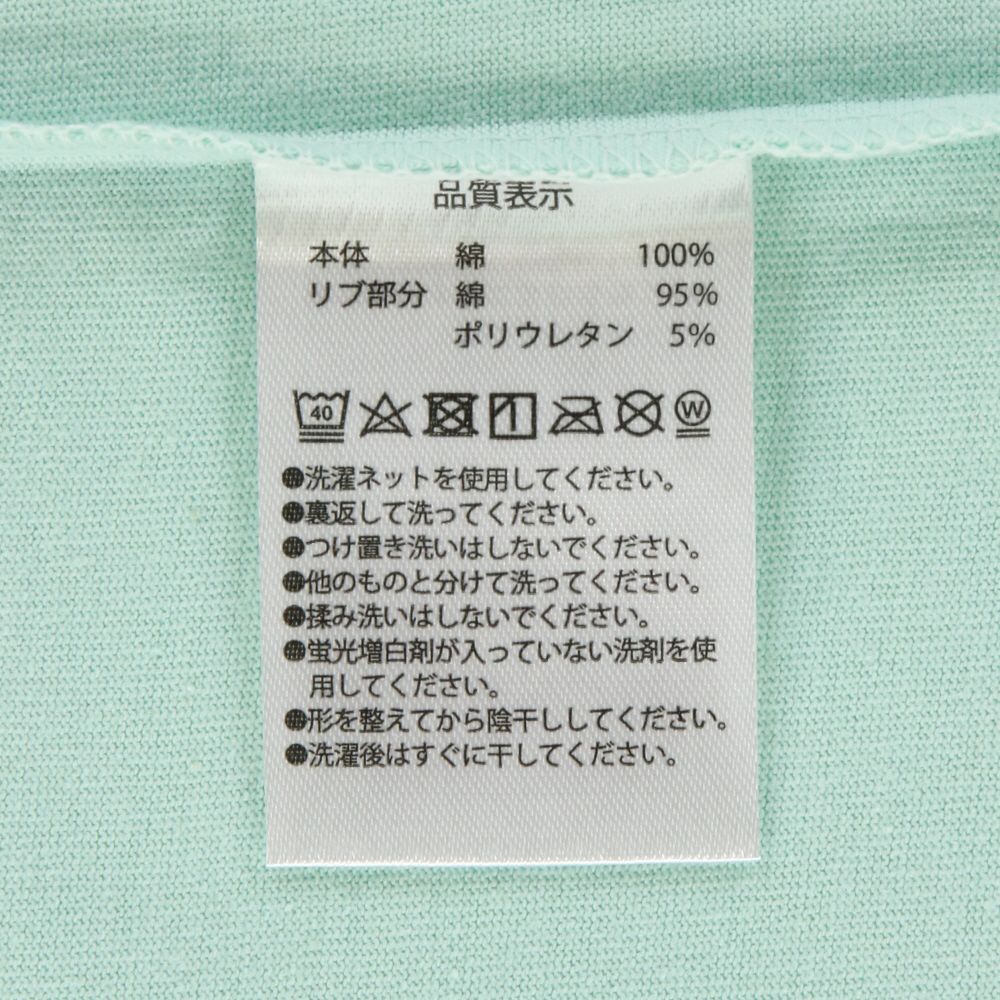 品質表示
本体 綿 100%
リブ部分 綿 95%
ポリウレタン 5%
40 W
●洗濯ネットを使用してください。
●裏返して洗ってください。
●つけ置き洗いはしないでください。
●他のものと分けて洗ってください。
●揉み洗いはしないでください。
●蛍光増白剤が入っていない洗剤を使
用してください。
●形を整えてから陰干ししてください。
●洗濯後はすぐに干してください。